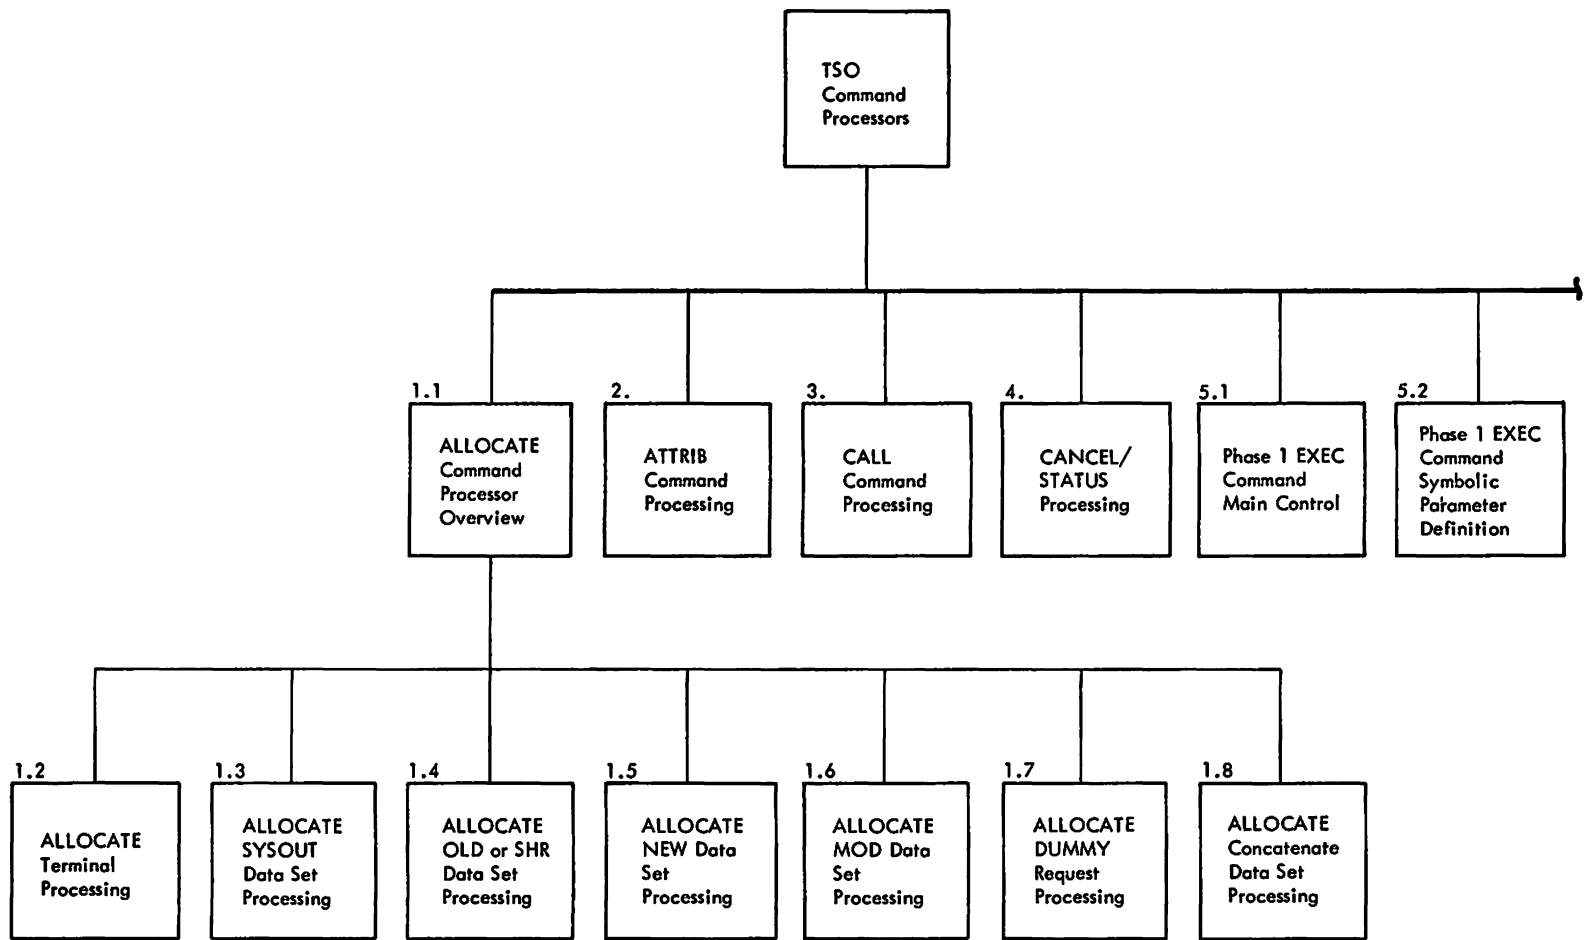 TSO
Command
Processors
1.1
ALLOCATE
Command
Processor
Overview
2.
ATTRIB
Command
Processing
3.
CALL
Command
Processing
4.
CANCEL/
STATUS
Processing
5.1
Phase 1 EXEC
Command
Main Control
5.2
Phase 1 EXEC
Command
Symbolic
Parameter
Definition
1.2
ALLOCATE
Terminal
Processing
1.3
ALLOCATE
SYSOUT
Data Set
Processing
1.4
ALLOCATE
OLD or SHR
Data Set
Processing
1.5
ALLOCATE
NEW Data
Set
Processing
1.6
ALLOCATE
MOD Data
Set
Processing
1.7
ALLOCATE
DUMMY
Request
Processing
1.8
ALLOCATE
Concatenate
Data Set
Processing